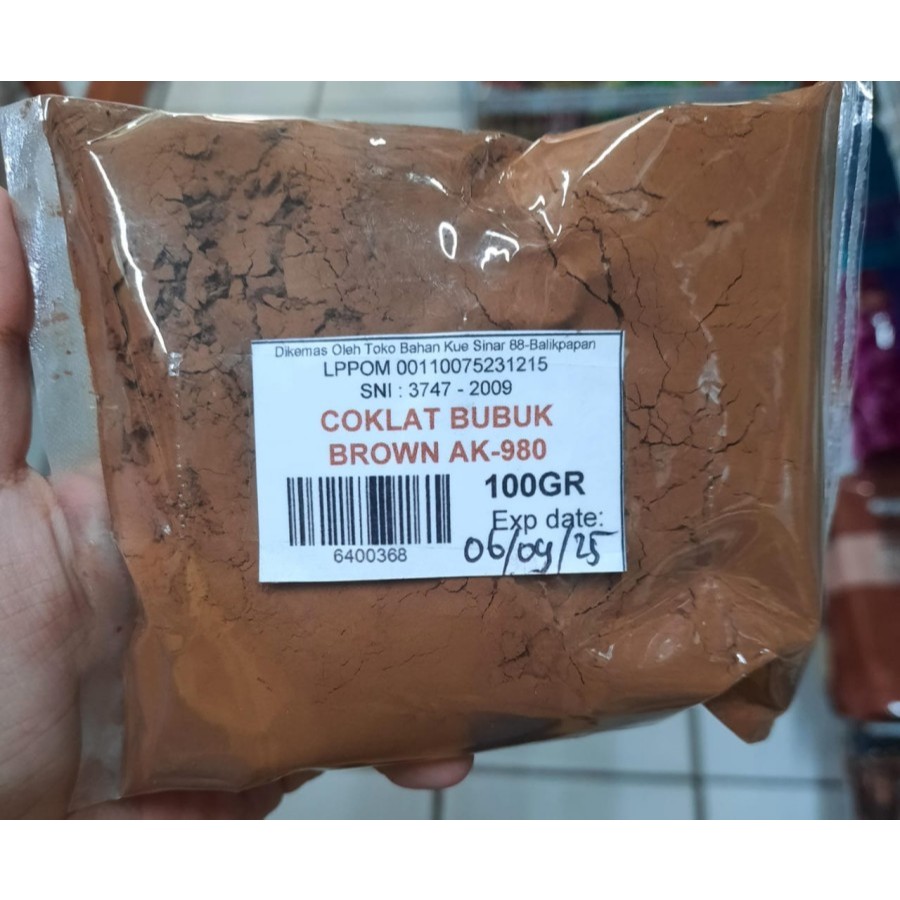 Dikemas Oleh Toko Bahan Kue Sinar 88-Balikpapan
LPPOM 00110075231215
SNI : 3747 - 2009
COKLAT BUBUK
BROWN AK-980
100GR
Exp date:
06/09/25
6400368